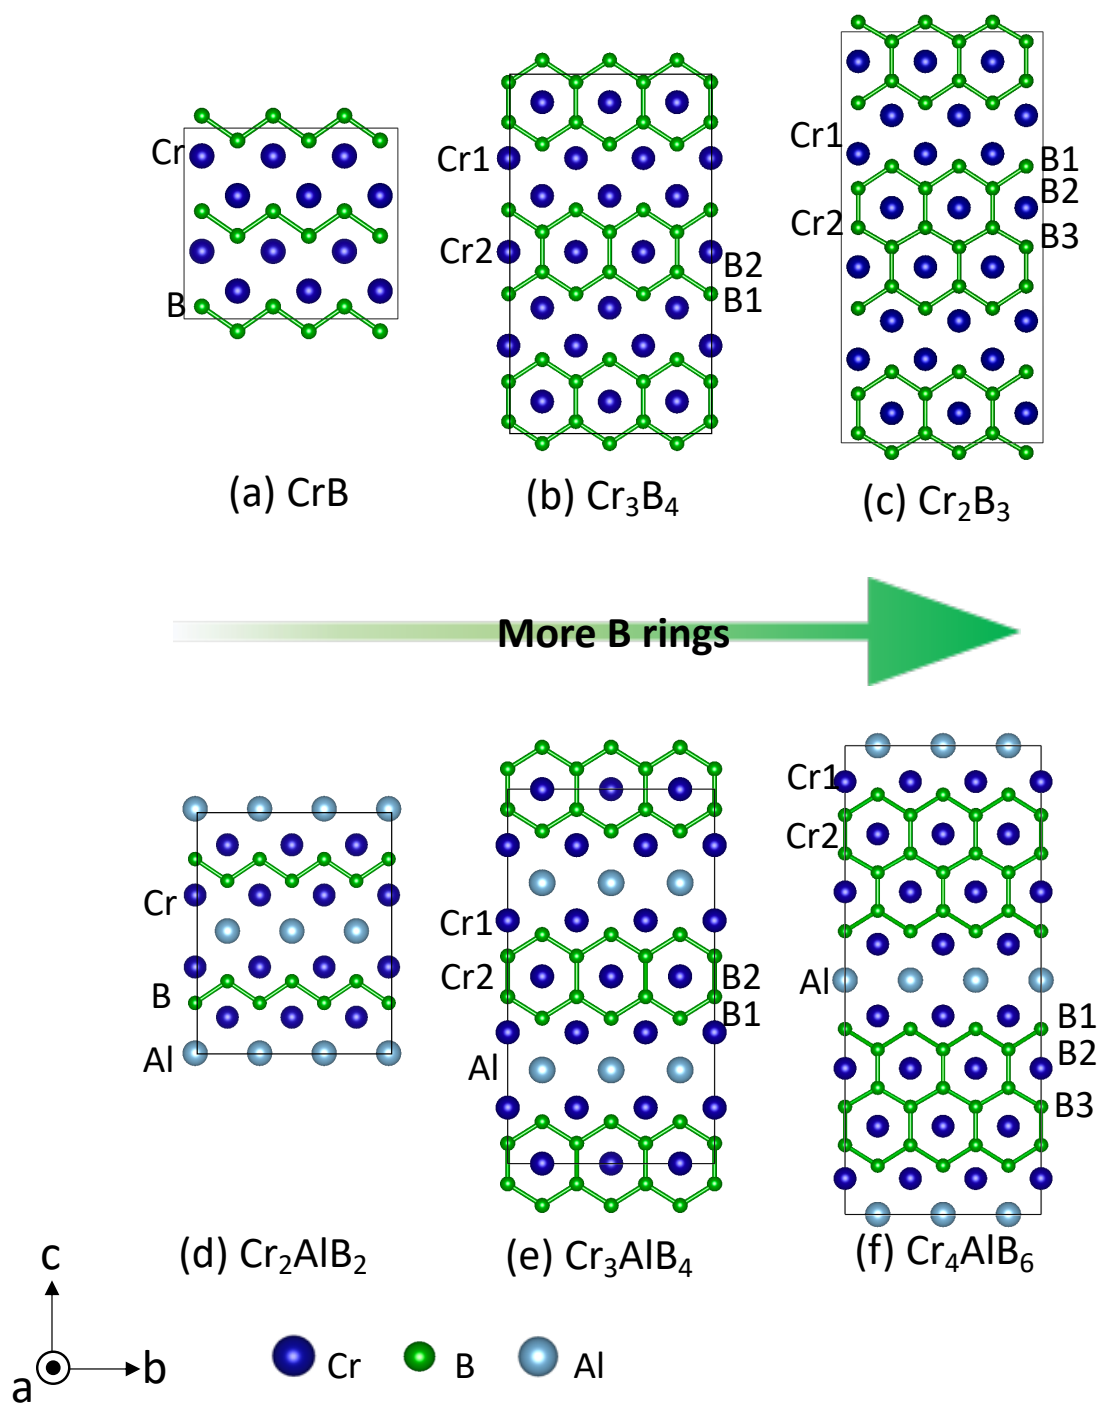 Cr
B
(a) CrB
Cr1
Cr2
B2
B1
(b) Cr₃B₄
Cr1
Cr2
B1
B2
B3
(c) Cr₂B₃
More B rings
Cr
B
Al
(d) Cr₂AlB₂
Cr1
Cr2
Al
B2
B1
(e) Cr₃AlB₄
Cr1
Cr2
Al
B1
B2
B3
(f) Cr₄AlB₆
c
b
a
Cr B Al